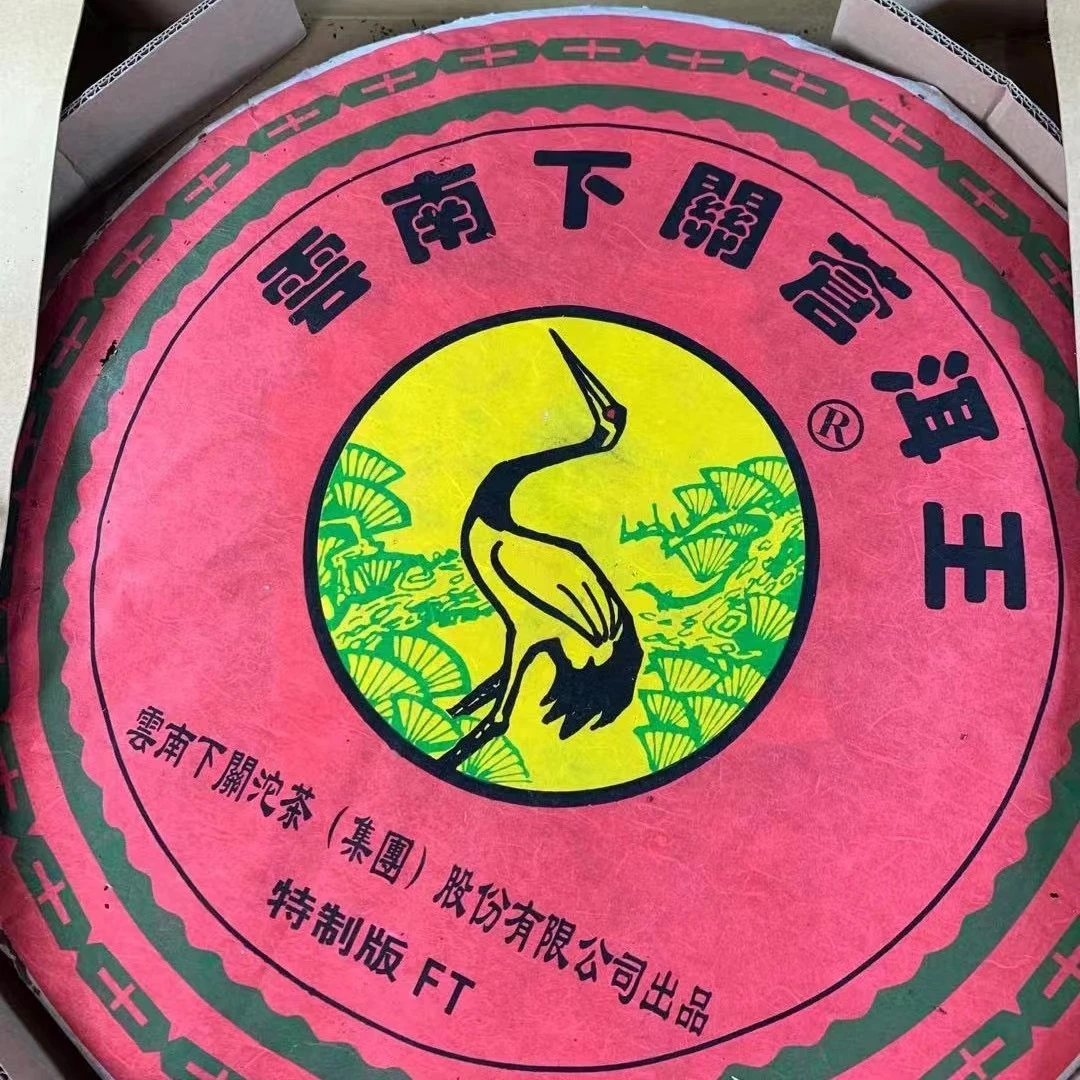 雲南下關蒼洱王
®
雲南下關沱茶（集團）股份有限公司出品
特制版 FT